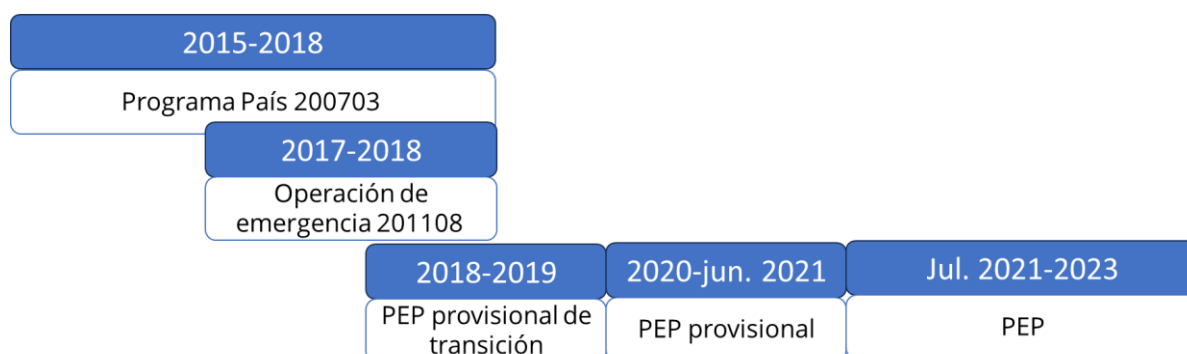 2015-2018
Programa País 200703
2017-2018
Operación de
emergencia 201108
2018-2019
PEP provisional de
transición
2020-jun. 2021
PEP provisional
Jul. 2021-2023
PEP